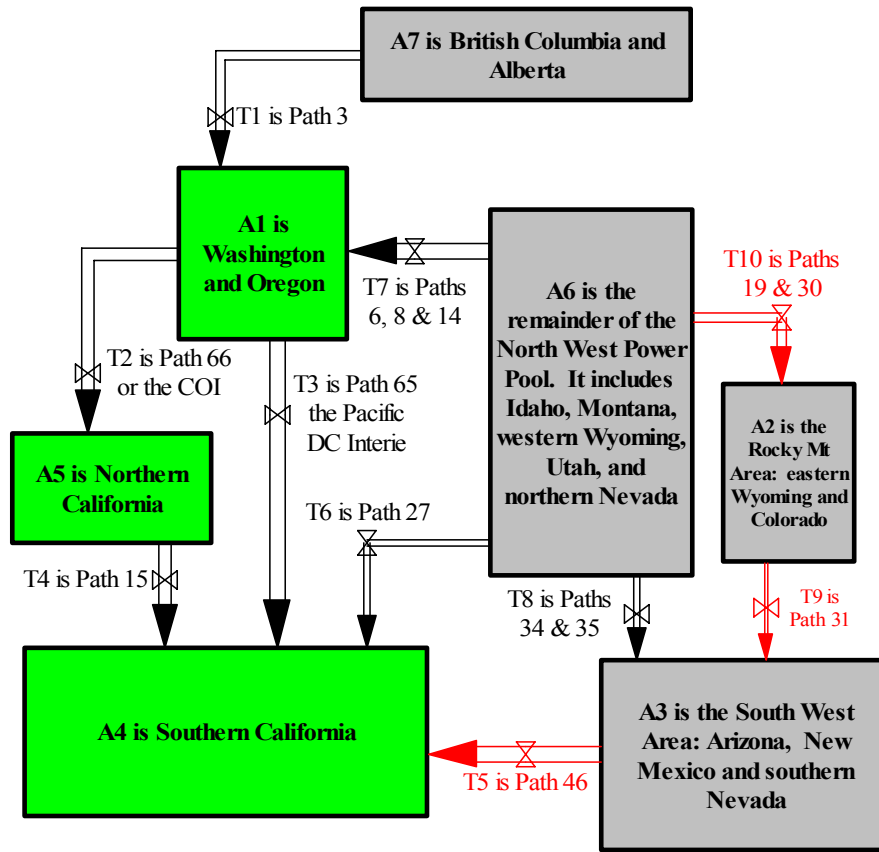 A7 is British Columbia and
Alberta
T1 is Path 3
A1 is
Washington
and Oregon
T7 is Paths
6, 8 & 14
A6 is the
remainder of the
North West Power
Pool.  It includes
Idaho, Montana,
western Wyoming,
Utah, and
northern Nevada
T10 is Paths
19 & 30
T2 is Path 66
or the COI
T3 is Path 65
the Pacific
DC Interie
A5 is Northern
California
A2 is the
Rocky Mt
Area:  eastern
Wyoming and
Colorado
T6 is Path 27
T4 is Path 15
T8 is Paths
34 & 35
T9 is
Path 31
A4 is Southern California
T5 is Path 46
A3 is the South West
Area: Arizona,  New
Mexico and southern
Nevada